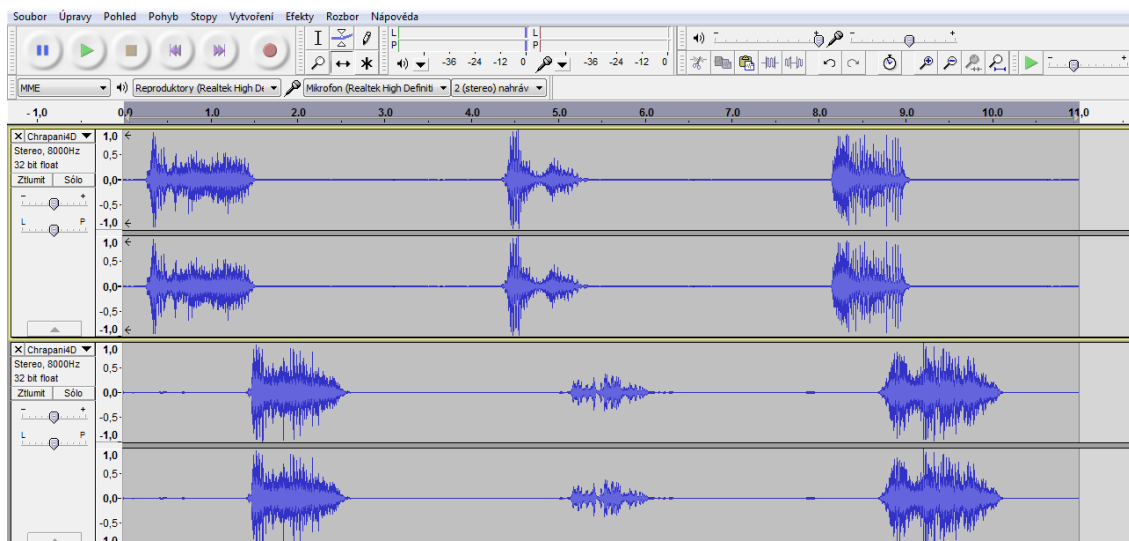 Soubor Úpravy Pohled Pohyb Stopy Vytvoření Efekty Rozbor Nápověda
L
P
-36 -24 -12 0
L
P
-36 -24 -12 0
- +
- +
- +
MME
Reproduktory (Realtek High De
Mikrofon (Realtek High Definiti
2 (stereo) nahráv
- 1,0 0,0 1,0 2,0 3,0 4,0 5,0 6,0 7,0 8,0 9,0 10,0 11,0
Chrapani4D
Stereo, 8000Hz
32 bit float
Ztlumit Sólo
- +
L P
1,0
0,5
0,0
-0,5
-1,0
1,0
0,5
0,0
-0,5
-1,0
Chrapani4D
Stereo, 8000Hz
32 bit float
Ztlumit Sólo
- +
L P
1,0
0,5
0,0
-0,5
-1,0
1,0
0,5
0,0
-0,5